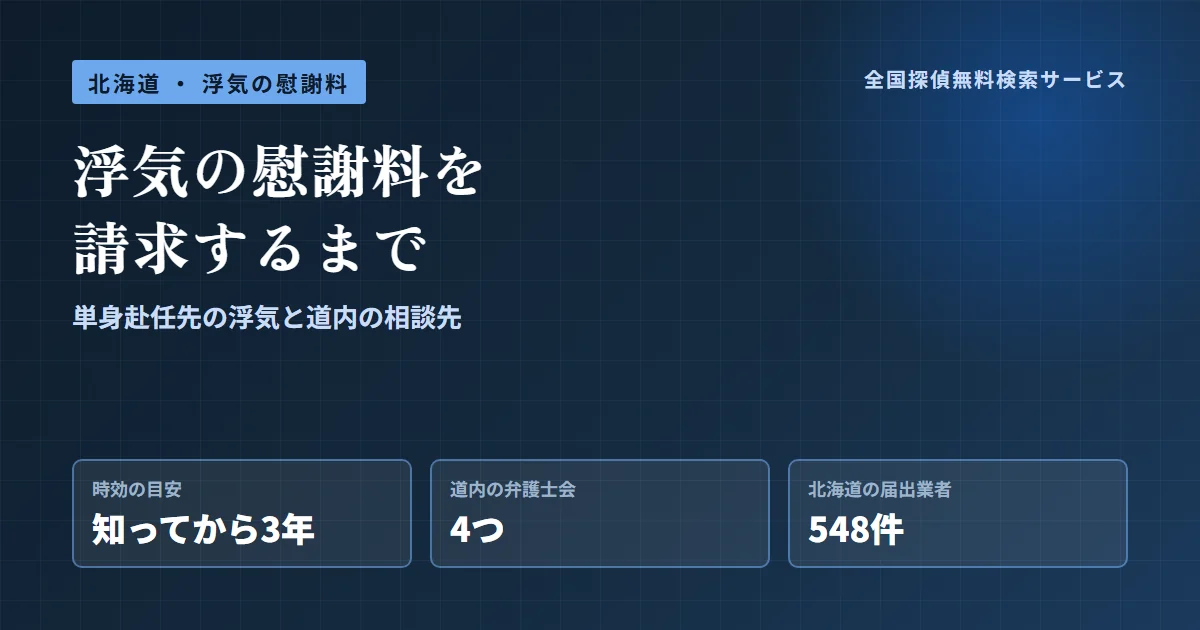 北海道 ・ 浮気の慰謝料
全国探偵無料検索サービス
浮気の慰謝料を
請求するまで
単身赴任先の浮気と道内の相談先
時効の目安
知ってから3年
道内の弁護士会
4つ
北海道の届出業者
548件